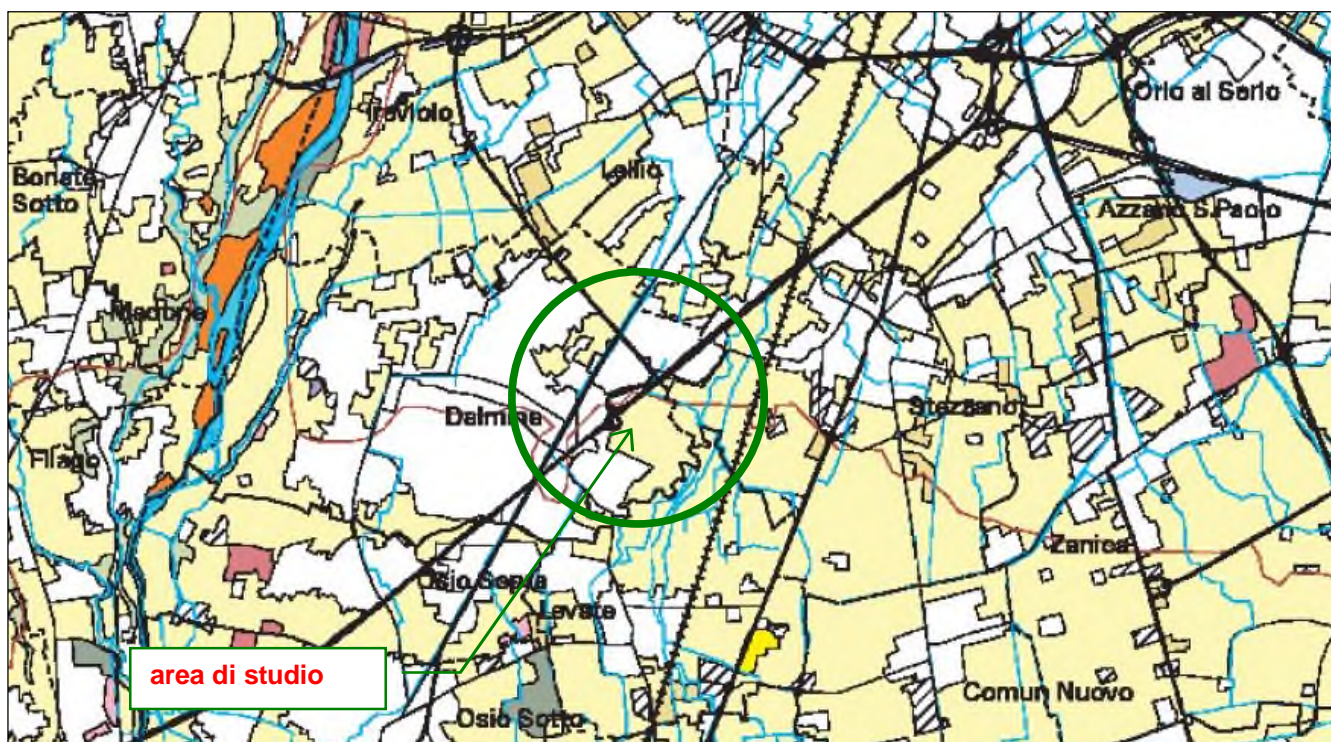 Orio al Serio
Treviolo
Lallio
Bonate
Sotto
Azzano S.Paolo
Madone
Dalmine
Stezzano
Filago
Zanica
Osio Sopra
Levate
area di studio
Comun Nuovo
Osio Sotto